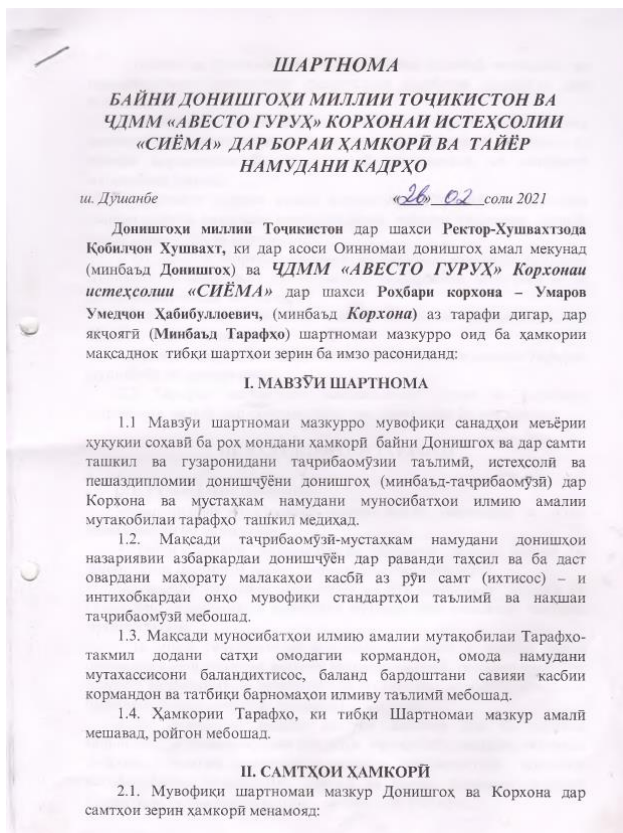 ШАРТНОМА
БАЙНИ ДОНИШГОҲИ МИЛЛИИ ТОҶИКИСТОН ВА
ҶДММ «АВЕСТО ГУРУҲ» КОРХОНАИ ИСТЕҲСОЛИИ
«СИЁМА» ДАР БОРАИ ҲАМКОРӢ ВА ТАЙЁР
НАМУДАНИ КАДРҲО
ш. Дӯшанбе «26» 02 соли 2021
Донишгоҳи миллии Тоҷикистон дар шахси Ректор-Хушвахтзода
Қобилҷон Хушвахт, ки дар асоси Оинномаи донишгоҳ амал мекунад
(минбаъд Донишгоҳ) ва ҶДММ «АВЕСТО ГУРУҲ» Корхонаи
истеҳсолии «СИЁМА» дар шахси Роҳбари корхона – Умаров
Умедҷон Ҳабибуллоевич, (минбаъд Корхона) аз тарафи дигар, дар
якҷоягӣ (Минбаъд Тарафҳо) шартномаи мазкурро оид ба ҳамкории
мақсаднок тибқи шартҳои зерин ба имзо расониданд:
I. МАВЗӮИ ШАРТНОМА
1.1 Мавзӯи шартномаи мазкурро мувофиқи санадҳои меъёрии
ҳуқуқии соҳавӣ ба роҳ мондани ҳамкорӣ байни Донишгоҳ ва дар самти
ташкил ва гузаронидани таҷрибаомӯзии таълимӣ, истеҳсолӣ ва
пешаздипломии донишҷӯёни донишгоҳ (минбаъд-таҷрибаомӯзӣ) дар
Корхона ва мустаҳкам намудани муносибатҳои илмию амалии
мутақобилаи тарафҳо ташкил медиҳад.
1.2. Мақсади таҷрибаомӯзӣ-мустаҳкам намудани донишҳои
назариявии азбаркардаи донишҷӯён дар раванди таҳсил ва ба даст
овардани маҳорату малакаҳои касбӣ аз рӯи самт (ихтисос) – и
интихобкардаи онҳо мувофиқи стандартҳои таълимӣ ва нақшаи
таҷрибаомӯзӣ мебошад.
1.3. Мақсади муносибатҳои илмию амалии мутақобилаи Тарафҳо-
такмил додани сатҳи омодагии кормандон, омода намудани
мутахассисони баландихтисос, баланд бардоштани савияи касбии
кормандон ва татбиқи барномаҳои илмиву таълимӣ мебошад.
1.4. Ҳамкории Тарафҳо, ки тибқи Шартномаи мазкур амалӣ
мешавад, ройгон мебошад.
II. САМТҲОИ ҲАМКОРӢ
2.1. Мувофиқи шартномаи мазкур Донишгоҳ ва Корхона дар
самтҳои зерин ҳамкорӣ менамояд: